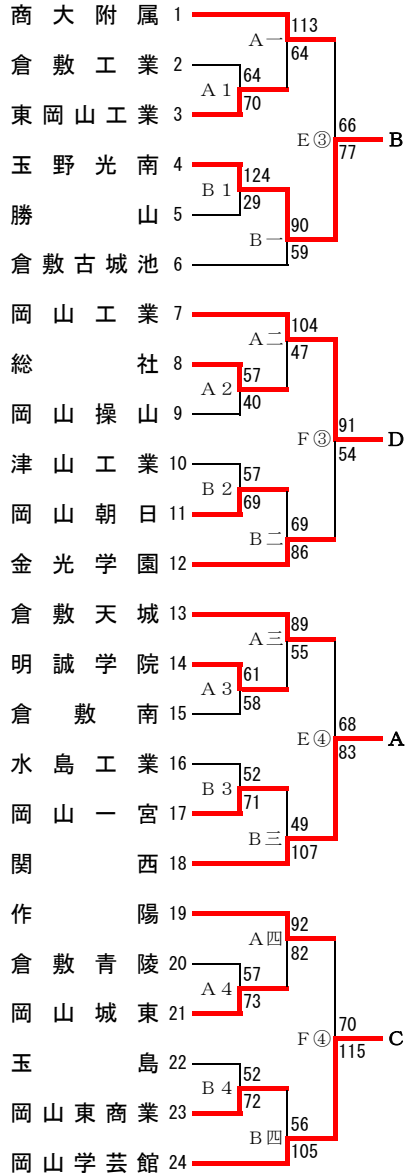 商大附属 1
113
A一
64
倉敷工業 2
64
A1
70
東岡山工業 3
66
E③
B
77
玉野光南 4
124
B1
29
勝山 5
90
B一
59
倉敷古城池 6
岡山工業 7
104
A二
47
総社 8
57
A2
40
岡山操山 9
91
F③
D
54
津山工業 10
57
B2
69
岡山朝日 11
69
B二
86
金光学園 12
倉敷天城 13
89
A三
55
明誠学院 14
61
A3
58
倉敷南 15
68
E④
A
83
水島工業 16
52
B3
71
岡山一宮 17
49
B三
107
関西 18
作陽 19
92
A四
82
倉敷青陵 20
57
A4
73
岡山城東 21
70
F④
C
115
玉島 22
52
B4
72
岡山東商業 23
56
B四
105
岡山学芸館 24